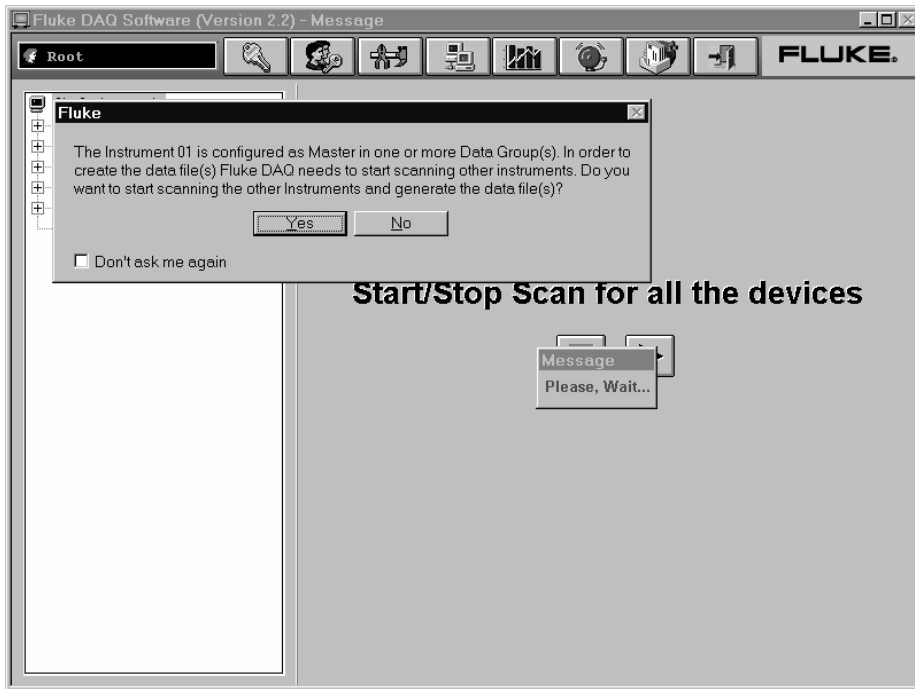 Fluke DAQ Software (Version 2.2) - Message
Root
FLUKE®
Fluke
The Instrument 01 is configured as Master in one or more Data Group(s). In order to
create the data file(s) Fluke DAQ needs to start scanning other instruments. Do you
want to start scanning the other Instruments and generate the data file(s)?
Yes
No
Don't ask me again
Start/Stop Scan for all the devices
Message
Please, Wait...